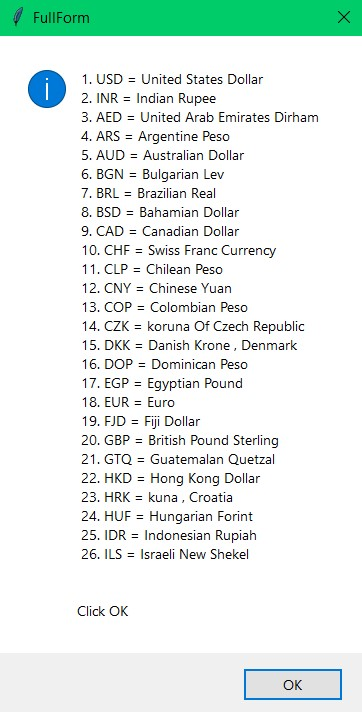 FullForm
1. USD = United States Dollar
2. INR = Indian Rupee
3. AED = United Arab Emirates Dirham
4. ARS = Argentine Peso
5. AUD = Australian Dollar
6. BGN = Bulgarian Lev
7. BRL = Brazilian Real
8. BSD = Bahamian Dollar
9. CAD = Canadian Dollar
10. CHF = Swiss Franc Currency
11. CLP = Chilean Peso
12. CNY = Chinese Yuan
13. COP = Colombian Peso
14. CZK = koruna Of Czech Republic
15. DKK = Danish Krone , Denmark
16. DOP = Dominican Peso
17. EGP = Egyptian Pound
18. EUR = Euro
19. FJD = Fiji Dollar
20. GBP = British Pound Sterling
21. GTQ = Guatemalan Quetzal
22. HKD = Hong Kong Dollar
23. HRK = kuna , Croatia
24. HUF = Hungarian Forint
25. IDR = Indonesian Rupiah
26. ILS = Israeli New Shekel
Click OK
OK